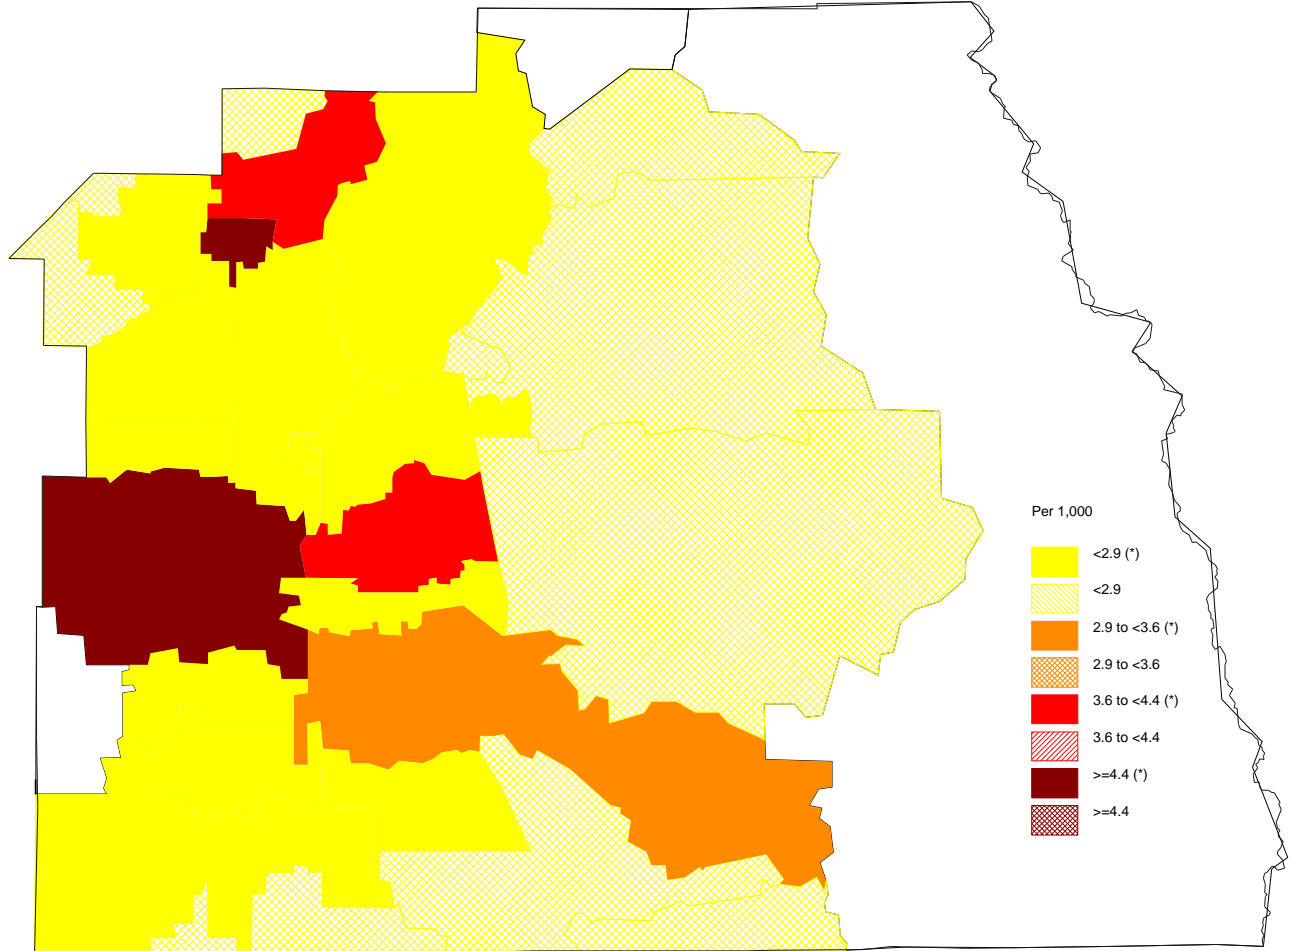 Per 1,000
<2.9 (*)
<2.9
2.9 to <3.6 (*)
2.9 to <3.6
3.6 to <4.4 (*)
3.6 to <4.4
>=4.4 (*)
>=4.4